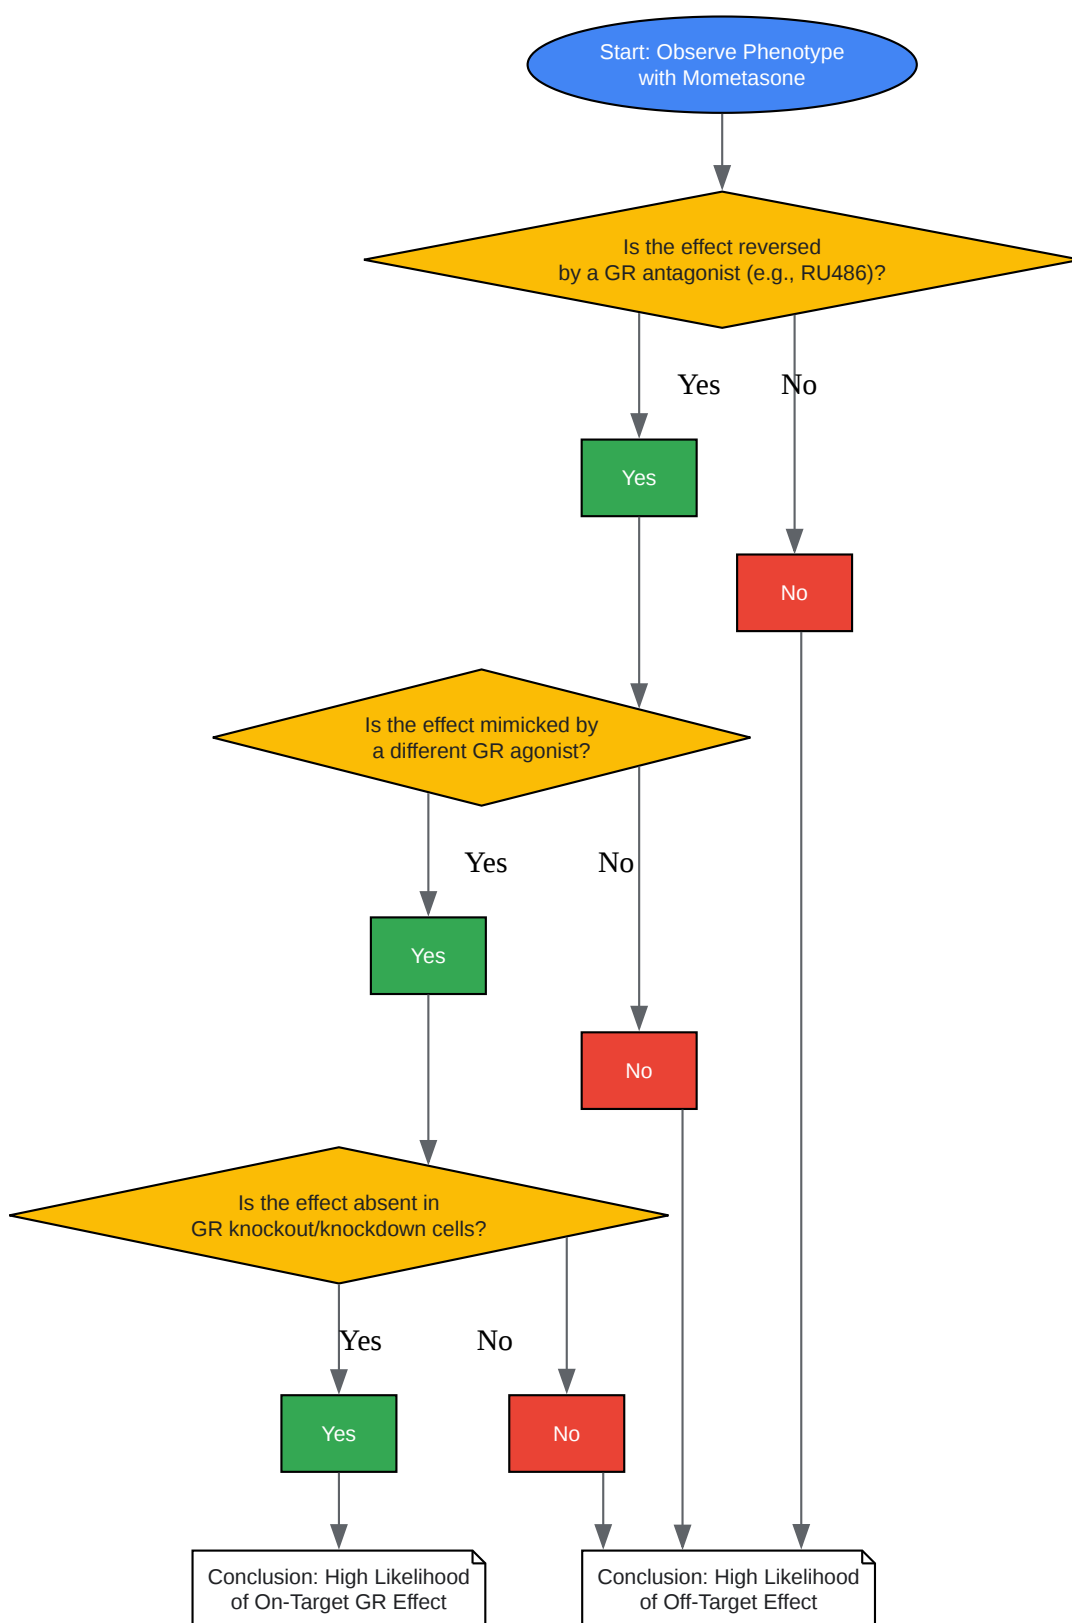 Start: Observe Phenotype
with Mometasone
Is the effect reversed
by a GR antagonist (e.g., RU486)?
Yes
No
Yes
No
Is the effect mimicked by
a different GR agonist?
Yes
No
Yes
No
Is the effect absent in
GR knockout/knockdown cells?
Yes
No
Yes
No
Conclusion: High Likelihood
of On-Target GR Effect
Conclusion: High Likelihood
of Off-Target Effect